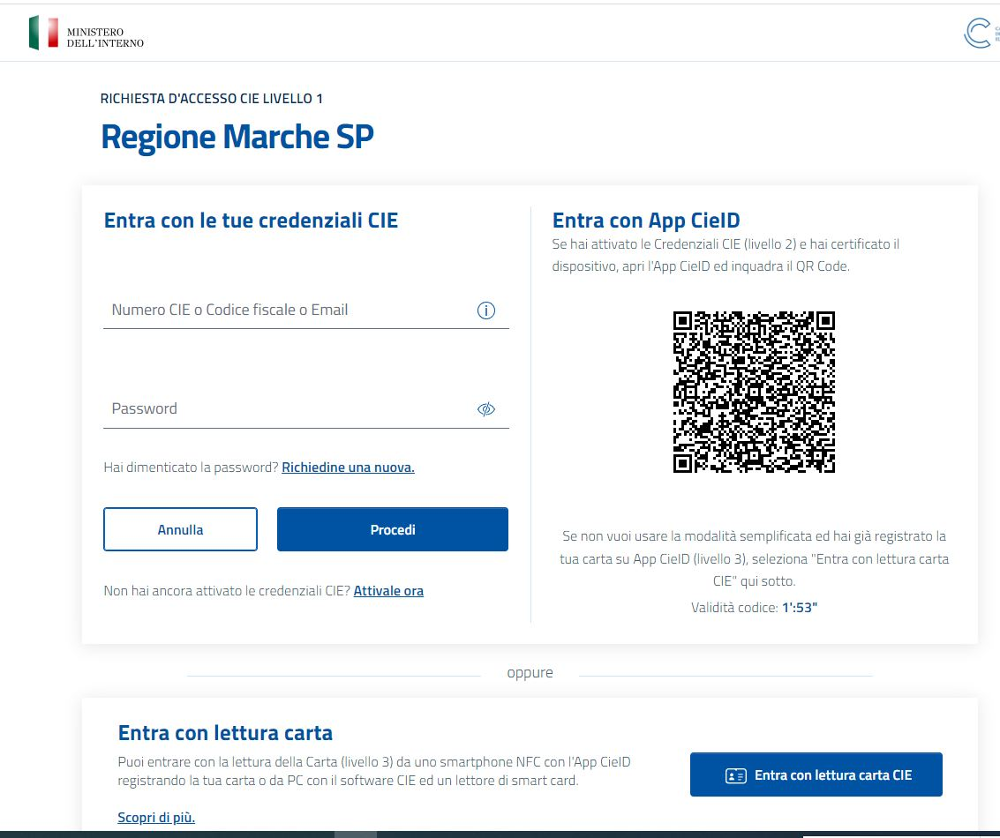 MINISTERO
DELL'INTERNO
RICHIESTA D'ACCESSO CIE LIVELLO 1
Regione Marche SP
Entra con le tue credenziali CIE
Numero CIE o Codice fiscale o Email
Password
Hai dimenticato la password? Richiedine una nuova.
Annulla
Procedi
Non hai ancora attivato le credenziali CIE? Attivale ora
Entra con App CieID
Se hai attivato le Credenziali CIE (livello 2) e hai certificato il
dispositivo, apri l'App CieID ed inquadra il QR Code.
Se non vuoi usare la modalità semplificata ed hai già registrato la
tua carta su App CieID (livello 3), seleziona "Entra con lettura carta
CIE" qui sotto.
Validità codice: 1':53"
oppure
Entra con lettura carta
Puoi entrare con la lettura della Carta (livello 3) da uno smartphone NFC con l'App CieID
registrando la tua carta o da PC con il software CIE ed un lettore di smart card.
Scopri di più.
Entra con lettura carta CIE